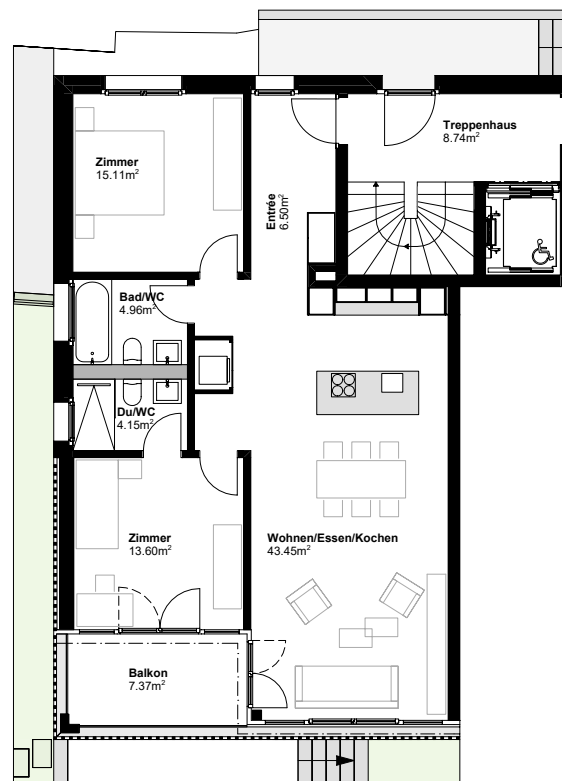 Treppenhaus
8.74m²
Zimmer
15.11m²
Entrée
6.50m²
Bad/WC
4.96m²
Du/WC
4.15m²
Zimmer
13.60m²
Wohnen/Essen/Kochen
43.45m²
Balkon
7.37m²